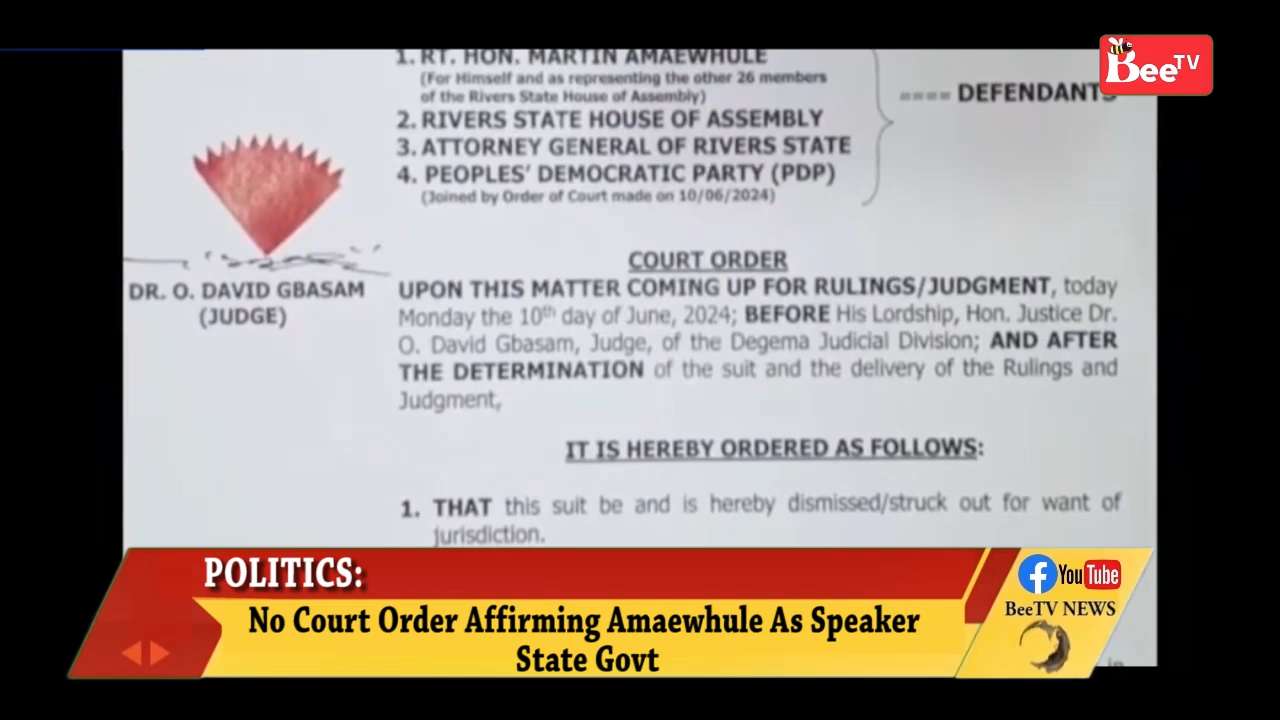 BeeTV
1. RT. HON. MARTIN AMAEWHULE
(For Himself and as representing the other 26 members
of the Rivers State House of Assembly)
---- DEFENDANTS
2. RIVERS STATE HOUSE OF ASSEMBLY
3. ATTORNEY GENERAL OF RIVERS STATE
4. PEOPLES' DEMOCRATIC PARTY (PDP)
(Joined by Order of Court made on 10/06/2024)
DR. O. DAVID GBASAM
(JUDGE)
COURT ORDER
UPON THIS MATTER COMING UP FOR RULINGS/JUDGMENT, today
Monday the 10th day of June, 2024; BEFORE His Lordship, Hon. Justice Dr.
O. David Gbasam, Judge, of the Degema Judicial Division; AND AFTER
THE DETERMINATION of the suit and the delivery of the Rulings and
Judgment,
IT IS HEREBY ORDERED AS FOLLOWS:
1. THAT this suit be and is hereby dismissed/struck out for want of
jurisdiction.
POLITICS:
No Court Order Affirming Amaewhule As Speaker
State Govt
f YouTube
BeeTV NEWS